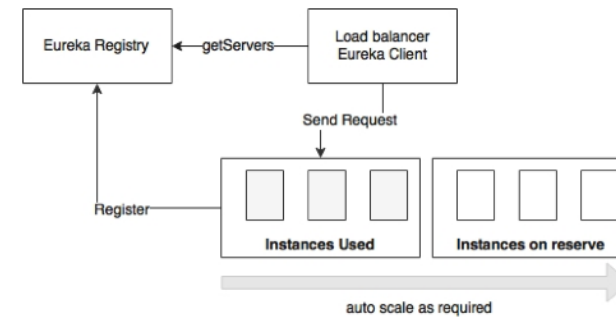 Eureka Registry
getServers
Load balancer
Eureka Client
Send Request
Register
Instances Used
Instances on reserve
auto scale as required